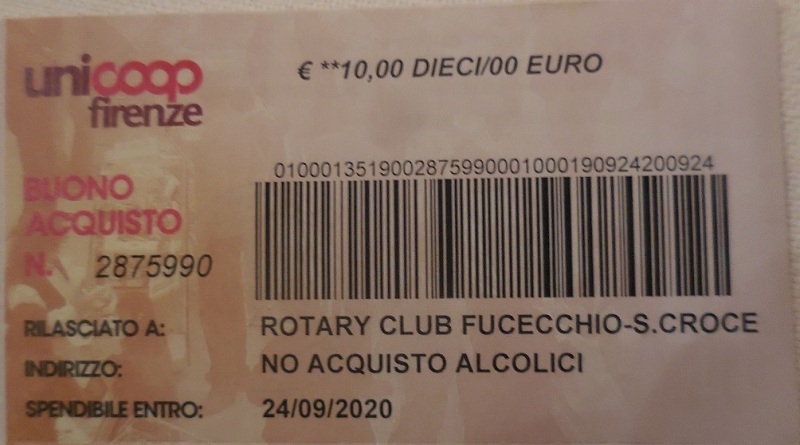 unicoop
firenze
€ **10,00 DIECI/00 EURO
0100013519002875990001000190924200924
BUONO
ACQUISTO
N. 2875990
RILASCIATO A: ROTARY CLUB FUCECCHIO-S.CROCE
INDIRIZZO: NO ACQUISTO ALCOLICI
SPENDIBILE ENTRO: 24/09/2020